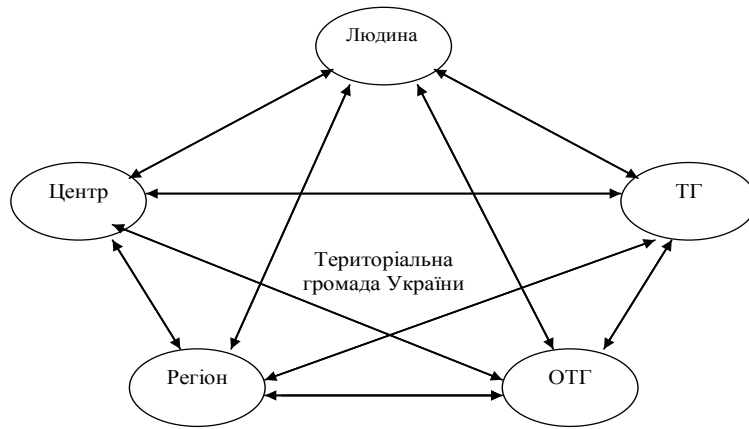 Людина
Центр
ТГ
Територіальна
громада України
Регіон
ОТГ